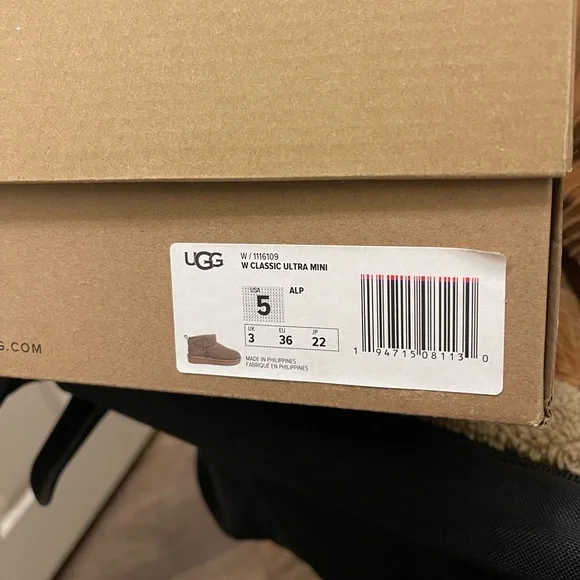 UGG
W / 1116109
W CLASSIC ULTRA MINI
USA
5
ALP
UK EU JP
3 36 22
MADE IN PHILIPPINES
FABRIQUÉ EN PHILIPPINES
1 94715 08113 0
G.COM